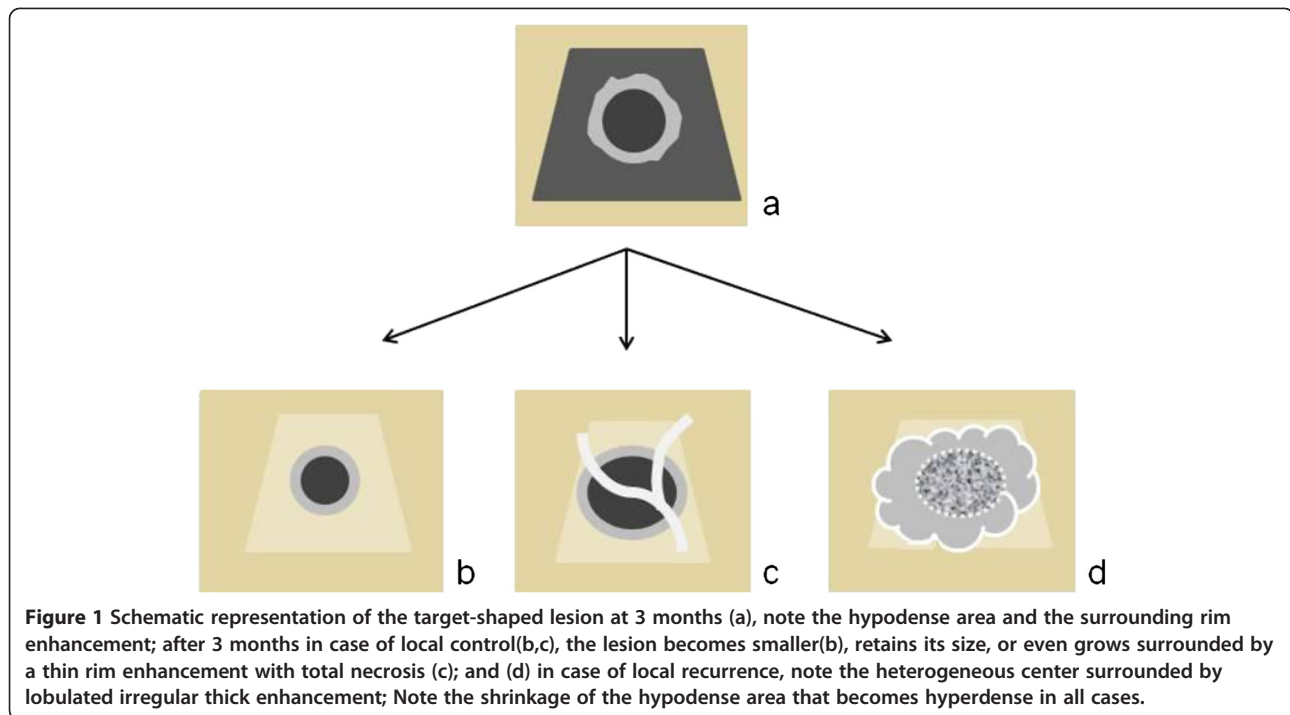 a
b
c
d
Figure 1 Schematic representation of the target-shaped lesion at 3 months (a), note the hypodense area and the surrounding rim
enhancement; after 3 months in case of local control(b,c), the lesion becomes smaller(b), retains its size, or even grows surrounded by
a thin rim enhancement with total necrosis (c); and (d) in case of local recurrence, note the heterogeneous center surrounded by
lobulated irregular thick enhancement; Note the shrinkage of the hypodense area that becomes hyperdense in all cases.